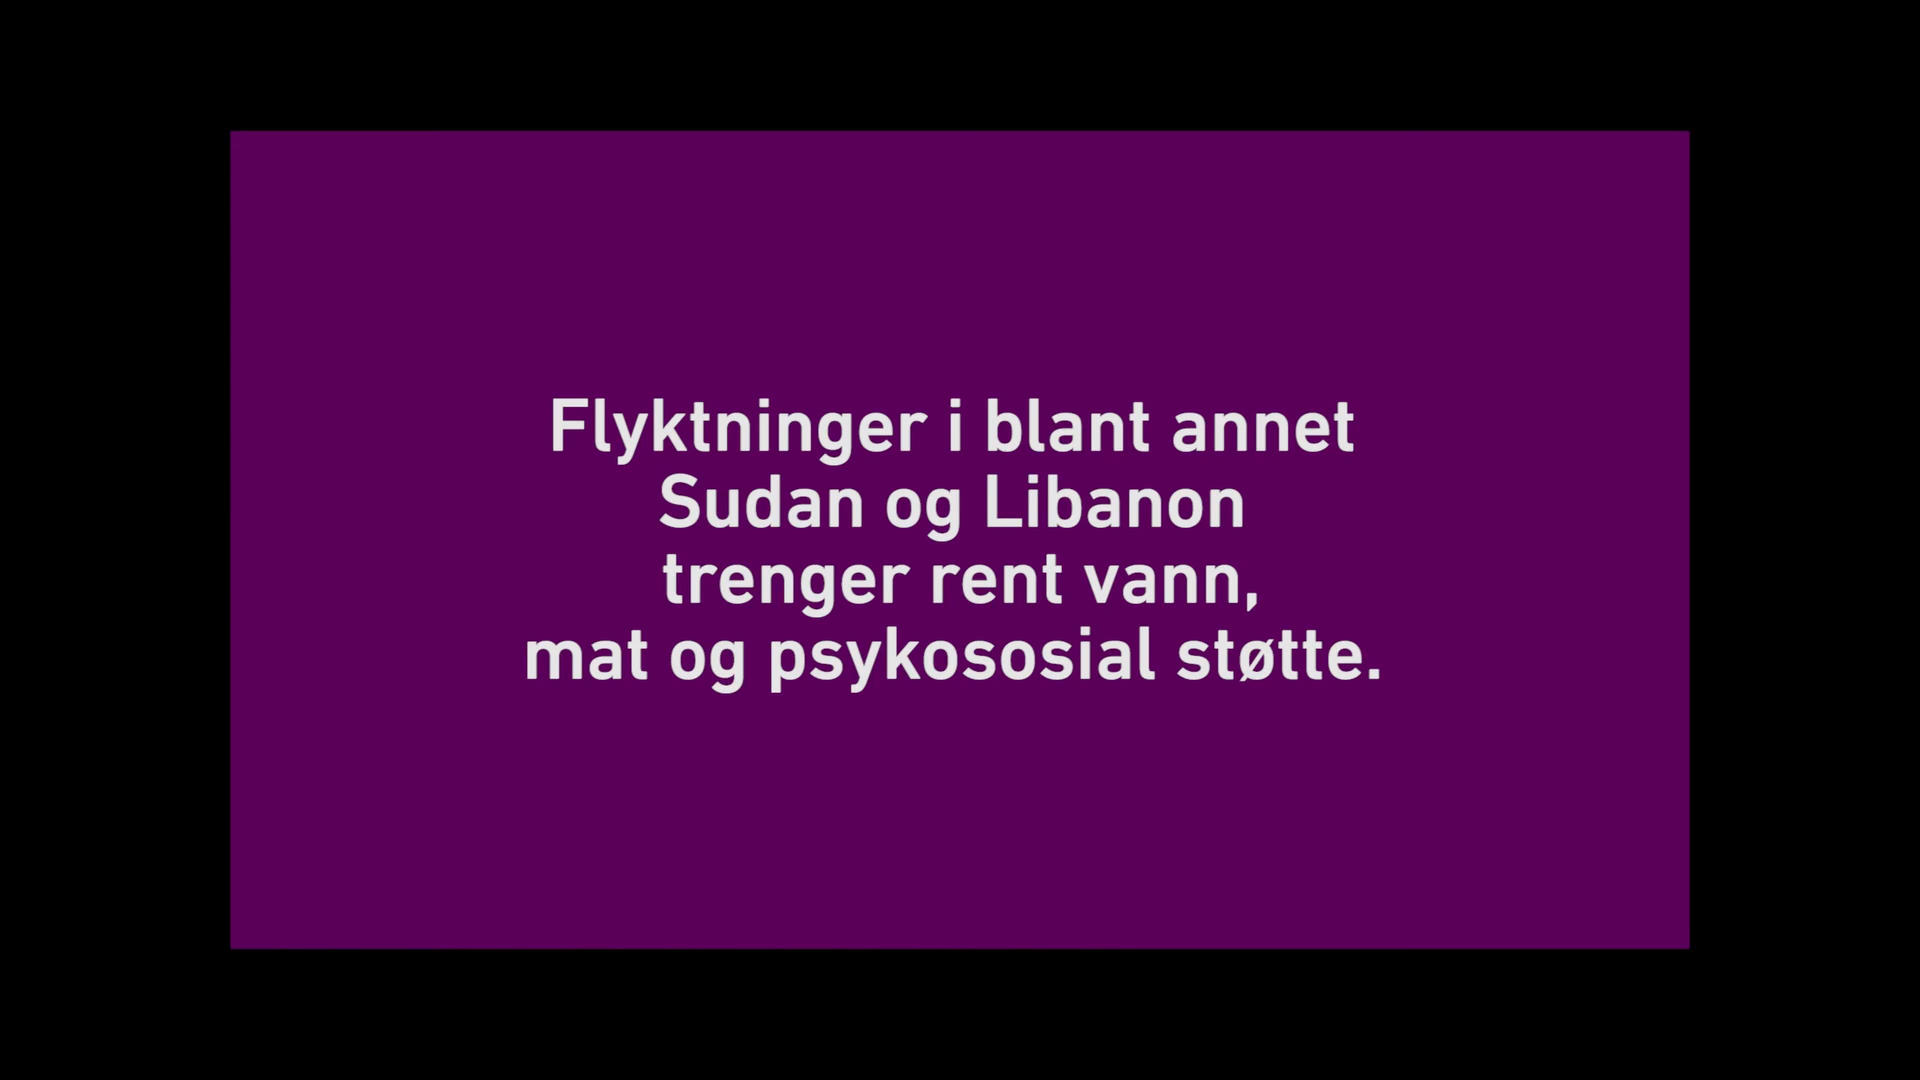 Flyktninger i blant annet
Sudan og Libanon
trenger rent vann,
mat og psykososial støtte.